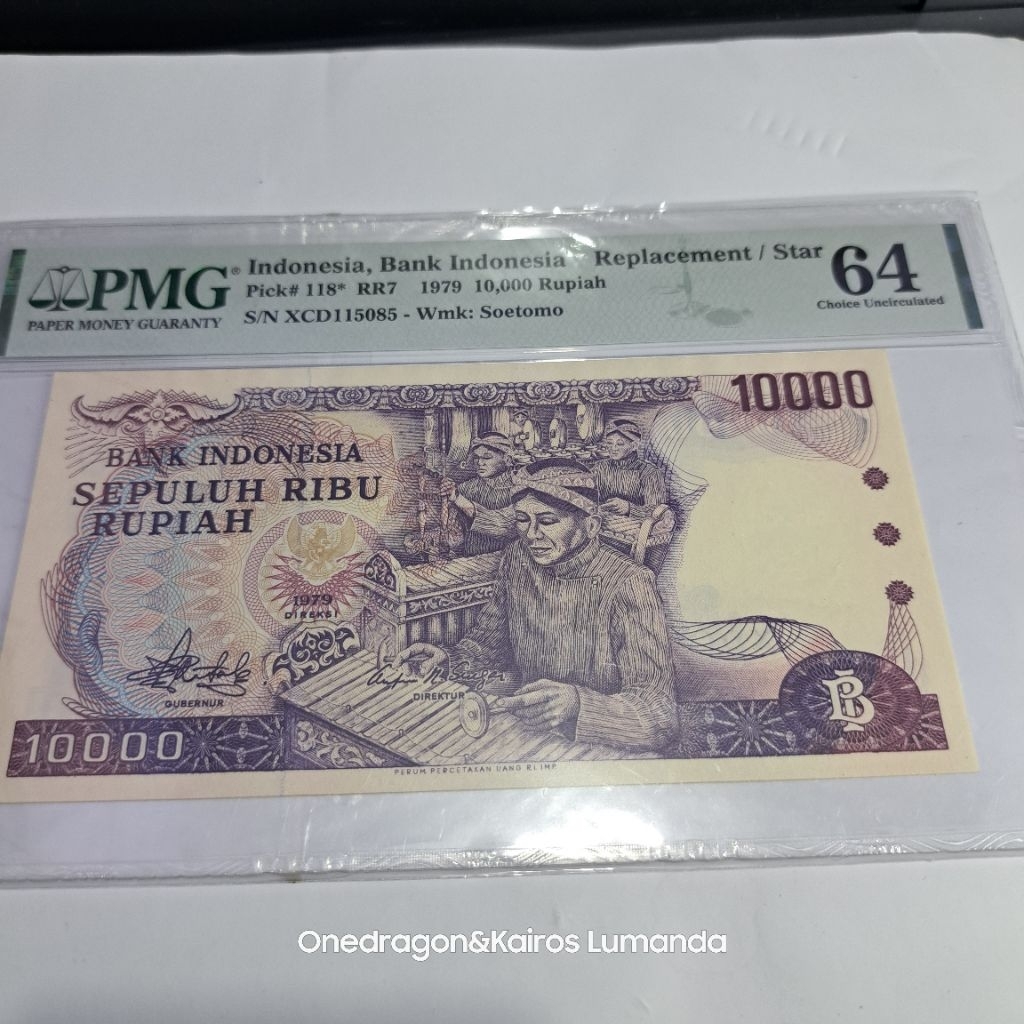 PMG®
PAPER MONEY GUARANTY
Indonesia, Bank Indonesia - Replacement / Star
Pick# 118* RR7 1979 10,000 Rupiah
S/N XCD115085 - Wmk: Soetomo
64
Choice Uncirculated
10000
BANK INDONESIA
SEPULUH RIBU
RUPIAH
1979
DIREKSI
GUBERNUR
DIREKTUR
BI
10000
PERUM PERCETAKAN UANG R.I. IMP.
Onedragon&Kairos Lumanda